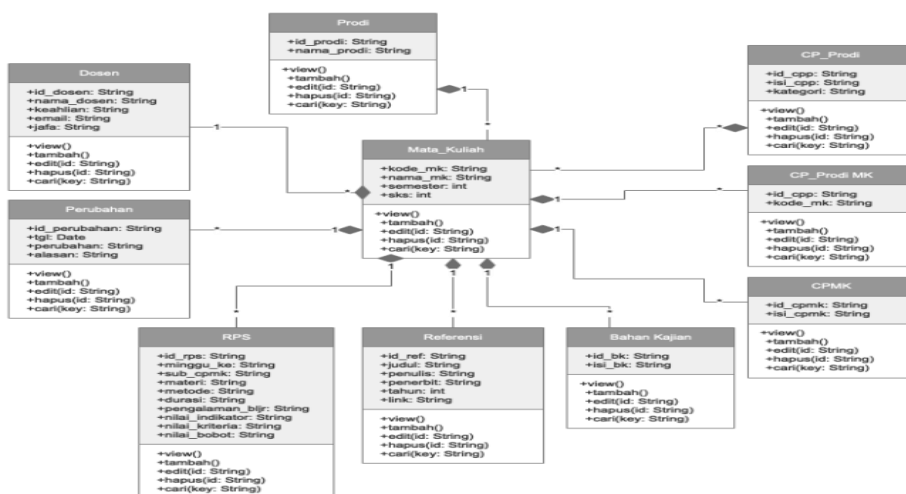 Prodi
+id_prodi: String
+nama_prodi: String
+view()
+tambah()
+edit(id: String)
+hapus(id: String)
+cari(key: String)
1
*
Dosen
+id_dosen: String
+nama_dosen: String
+keahlian: String
+email: String
+jafa: String
+view()
+tambah()
+edit(id: String)
+hapus(id: String)
+cari(key: String)
1
*
CP_Prodi
+id_cpp: String
+isi_cpp: String
+kategori: String
+view()
+tambah()
+edit(id: String)
+hapus(id: String)
+cari(key: String)
*
*
Mata_Kuliah
+kode_mk: String
+nama_mk: String
+semester: int
+sks: int
+view()
+tambah()
+edit(id: String)
+hapus(id: String)
+cari(key: String)
CP_Prodi MK
+id_cpp: String
+kode_mk: String
+view()
+tambah()
+edit(id: String)
+hapus(id: String)
+cari(key: String)
1
*
Perubahan
+id_perubahan: String
+tgl: Date
+perubahan: String
+alasan: String
+view()
+tambah()
+edit(id: String)
+hapus(id: String)
+cari(key: String)
*
1
CPMK
+id_cpmk: String
+isi_cpmk: String
+view()
+tambah()
+edit(id: String)
+hapus(id: String)
+cari(key: String)
1
*
RPS
+id_rps: String
+minggu_ke: String
+sub_cpmk: String
+materi: String
+metode: String
+durasi: String
+pengalaman_bljr: String
+nilai_indikator: String
+nilai_kriteria: String
+nilai_bobot: String
+view()
+tambah()
+edit(id: String)
+hapus(id: String)
+cari(key: String)
1
*
Referensi
+id_ref: String
+judul: String
+penulis: String
+penerbit: String
+tahun: int
+link: String
+view()
+tambah()
+edit(id: String)
+hapus(id: String)
+cari(key: String)
1
*
Bahan Kajian
+id_bk: String
+isi_bk: String
+view()
+tambah()
+edit(id: String)
+hapus(id: String)
+cari(key: String)
1
*